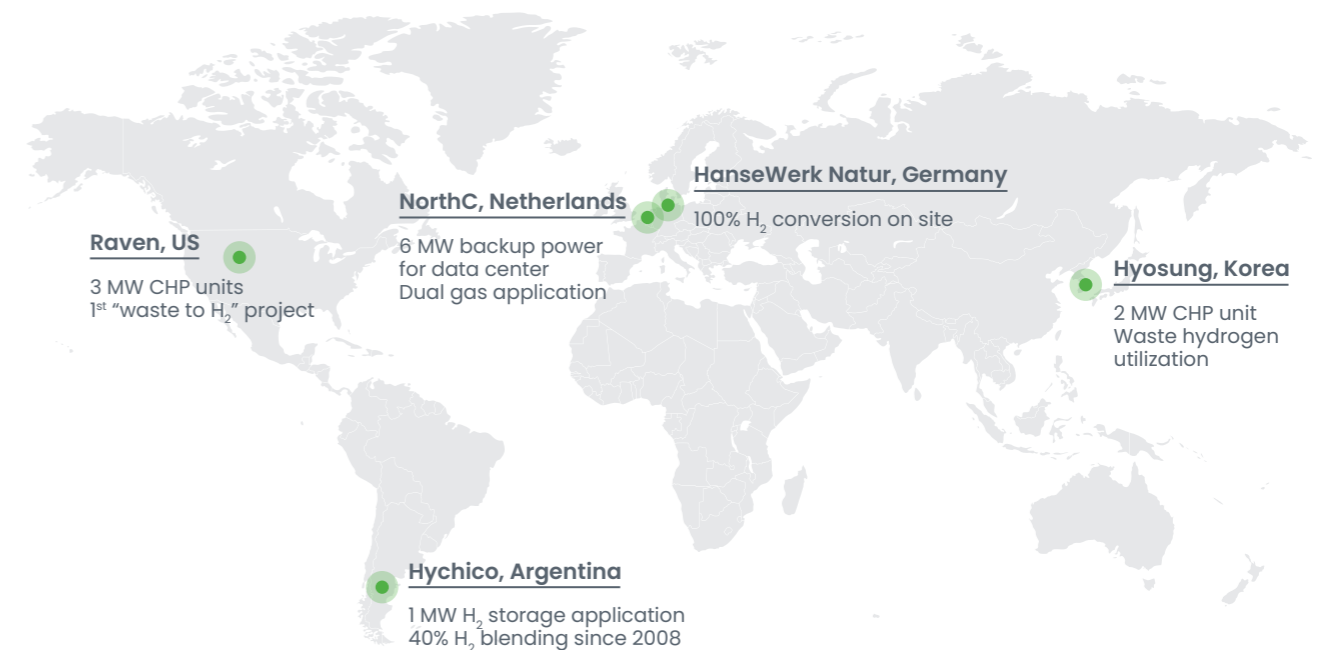 HanseWerk Natur, Germany
100% H₂ conversion on site
NorthC, Netherlands
6 MW backup power
for data center
Dual gas application
Raven, US
3 MW CHP units
1ˢᵗ “waste to H₂” project
Hyosung, Korea
2 MW CHP unit
Waste hydrogen
utilization
Hychico, Argentina
1 MW H₂ storage application
40% H₂ blending since 2008